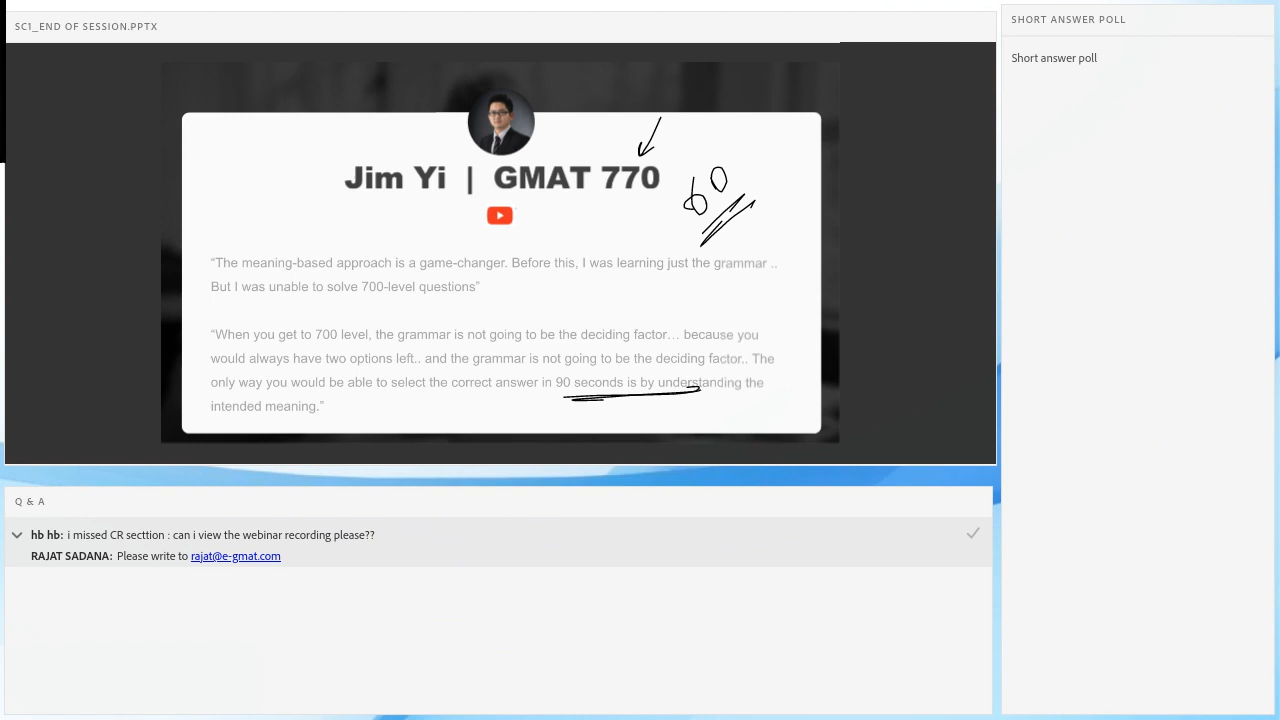 SC1_END OF SESSION.PPTX
SHORT ANSWER POLL
Short answer poll
Jim Yi | GMAT 770
60
“The meaning-based approach is a game-changer. Before this, I was learning just the grammar ..
But I was unable to solve 700-level questions”
“When you get to 700 level, the grammar is not going to be the deciding factor… because you
would always have two options left.. and the grammar is not going to be the deciding factor.. The
only way you would be able to select the correct answer in 90 seconds is by understanding the
intended meaning.”
Q & A
hb hb: i missed CR secttion : can i view the webinar recording please??
RAJAT SADANA: Please write to rajat@e-gmat.com